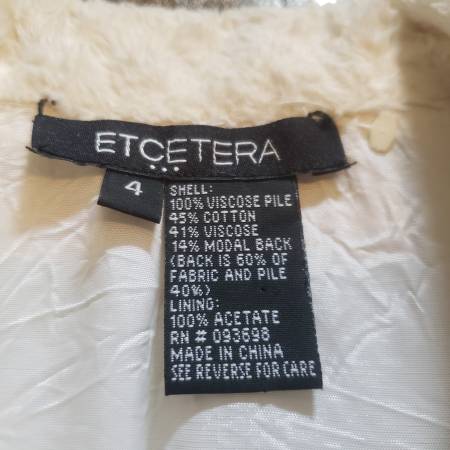 ETCETERA
4
SHELL:
100% VISCOSE PILE
45% COTTON
41% VISCOSE
14% MODAL BACK
(BACK IS 60% OF
FABRIC AND PILE
40%)
LINING:
100% ACETATE
RN # 093698
MADE IN CHINA
SEE REVERSE FOR CARE